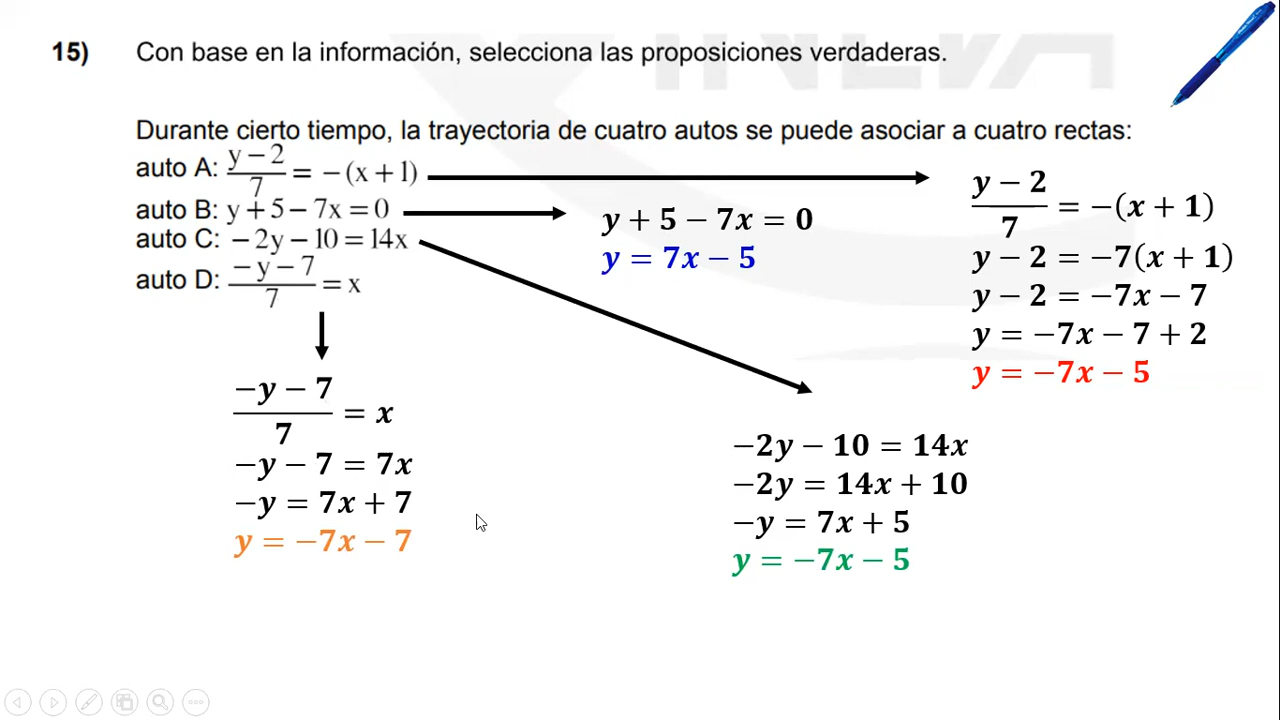 15) Con base en la información, selecciona las proposiciones verdaderas.
Durante cierto tiempo, la trayectoria de cuatro autos se puede asociar a cuatro rectas:
auto A: (y − 2)/7 = −(x + 1)
auto B: y + 5 − 7x = 0
auto C: −2y − 10 = 14x
auto D: (−y − 7)/7 = x
(y − 2)/7 = −(x + 1)
y − 2 = −7(x + 1)
y − 2 = −7x − 7
y = −7x − 7 + 2
y = −7x − 5
y + 5 − 7x = 0
y = 7x − 5
(−y − 7)/7 = x
−y − 7 = 7x
−y = 7x + 7
y = −7x − 7
−2y − 10 = 14x
−2y = 14x + 10
−y = 7x + 5
y = −7x − 5